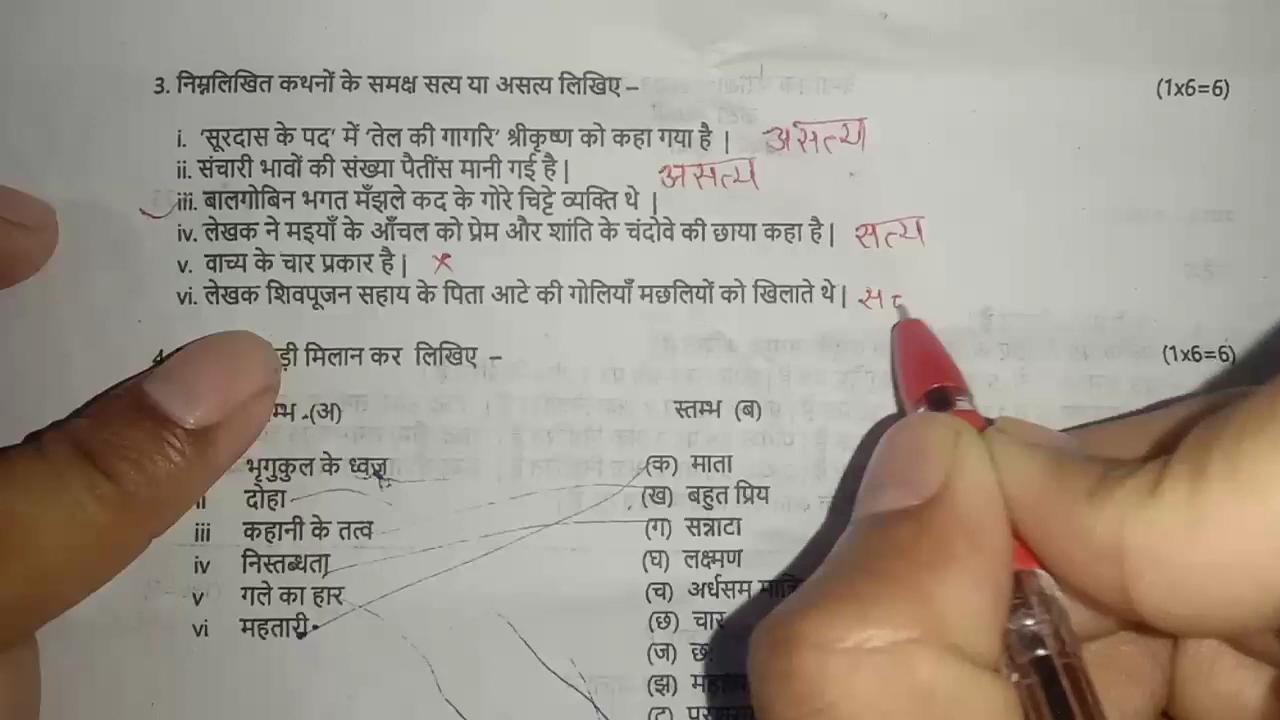 3. निम्नलिखित कथनों के समक्ष सत्य या असत्य लिखिए – (1x6=6)
i. 'सूरदास के पद' में 'तेल की गागरि' श्रीकृष्ण को कहा गया है | असत्य
ii. संचारी भावों की संख्या पैतींस मानी गई है | असत्य
iii. बालगोबिन भगत मँझले कद के गोरे चिट्टे व्यक्ति थे |
iv. लेखक ने मइयाँ के आँचल को प्रेम और शांति के चंदोवे की छाया कहा है | सत्य
v. वाच्य के चार प्रकार है | ×
vi. लेखक शिवपूजन सहाय के पिता आटे की गोलियाँ मछलियों को खिलाते थे | स
4. मिलान कर लिखिए – (1x6=6)
(अ) स्तम्भ (ब)
भृगुकुल के ध्वज (क) माता
दोहा (ख) बहुत प्रिय
iii कहानी के तत्व (ग) सन्नाटा
iv निस्तब्धता (घ) लक्ष्मण
v गले का हार (च) अर्धसम
vi महतारी (छ) चार
(ज) छः
(झ)